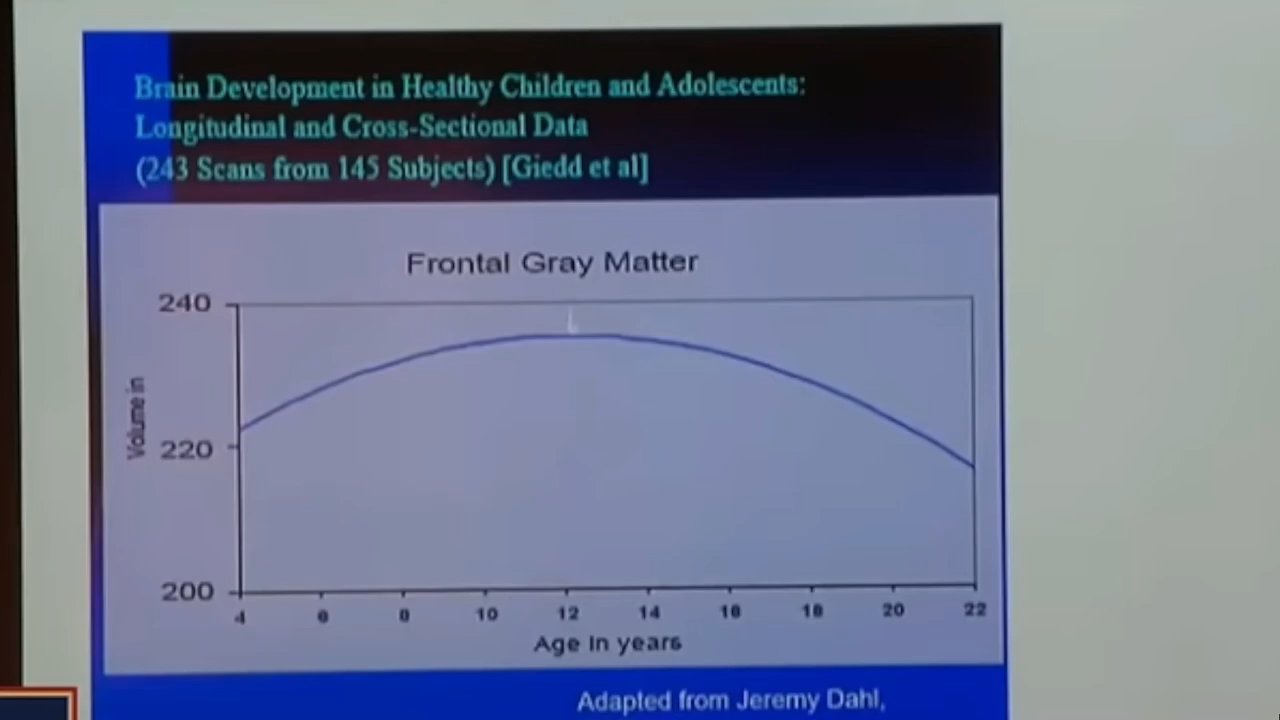 Brain Development in Healthy Children and Adolescents:
Longitudinal and Cross-Sectional Data
(243 Scans from 145 Subjects) [Giedd et al]
Frontal Gray Matter
240
220
200
Volume in
4 6 8 10 12 14 16 18 20 22
Age in years
Adapted from Jeremy Dahl,